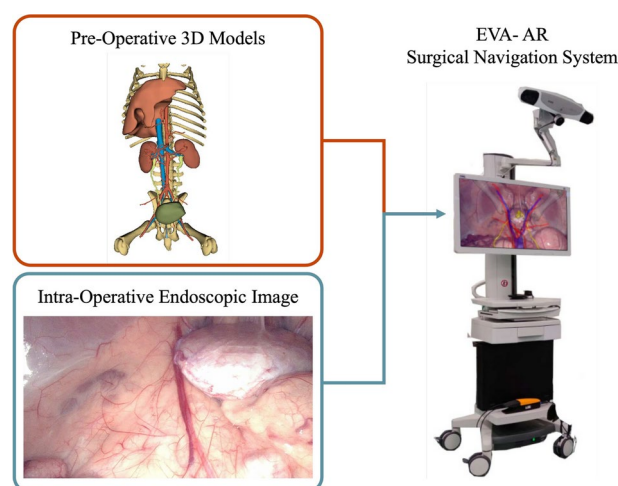 Pre-Operative 3D Models
EVA- AR
Surgical Navigation System
Intra-Operative Endoscopic Image